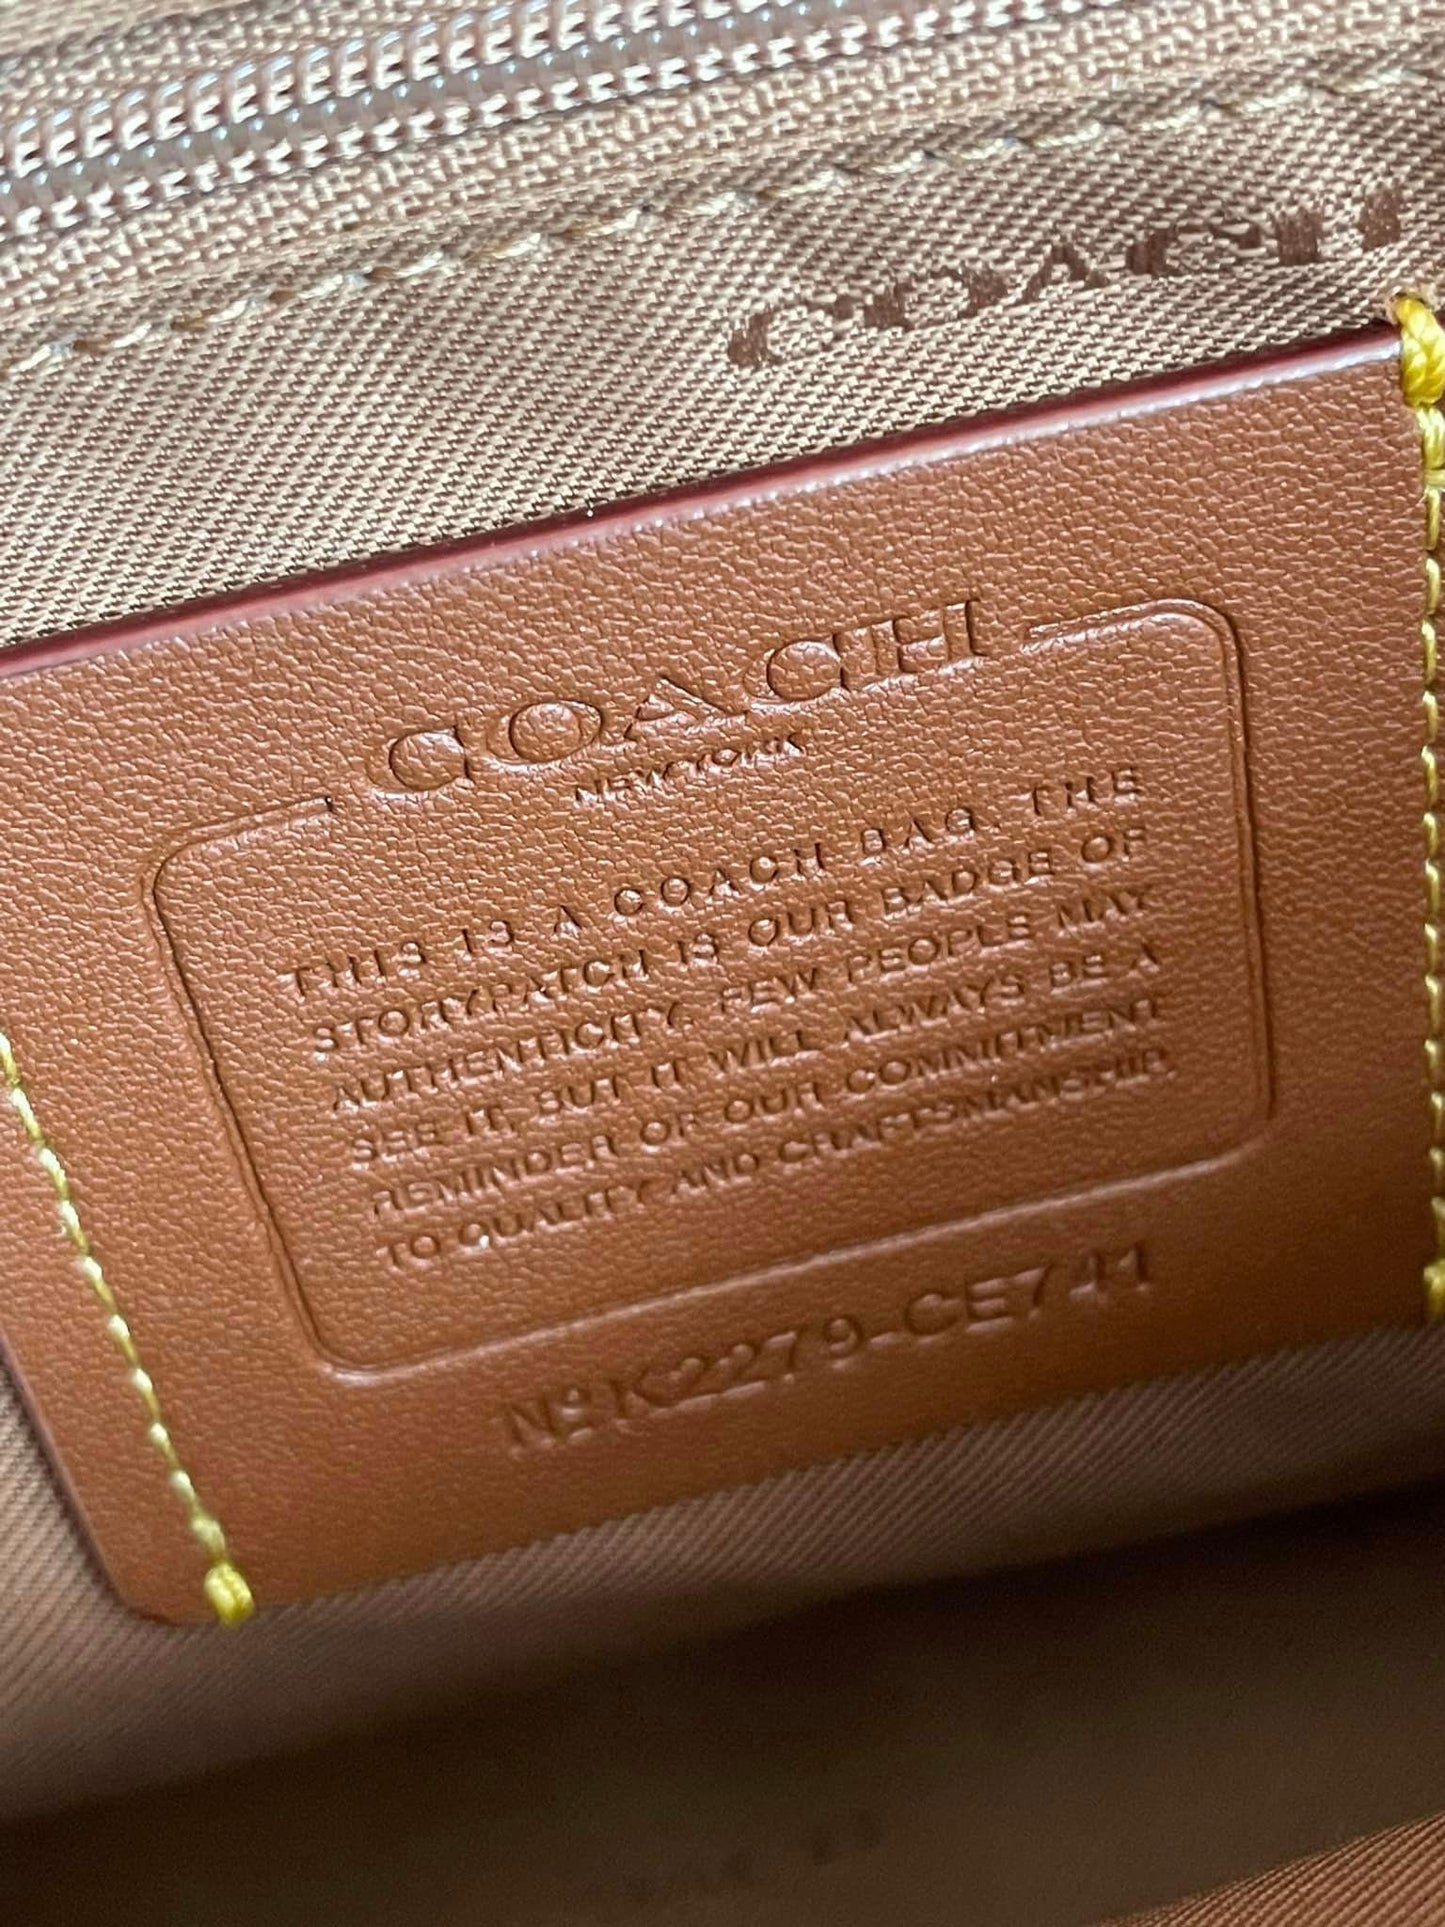 COACH
COACH
NEW YORK
THIS IS A COACH BAG. THE
STORYPATCH IS OUR BADGE OF
AUTHENTICITY. FEW PEOPLE MAY
SEE IT, BUT IT WILL ALWAYS BE A
REMINDER OF OUR COMMITMENT
TO QUALITY AND CRAFTSMANSHIP.
Nº K2279-CE741